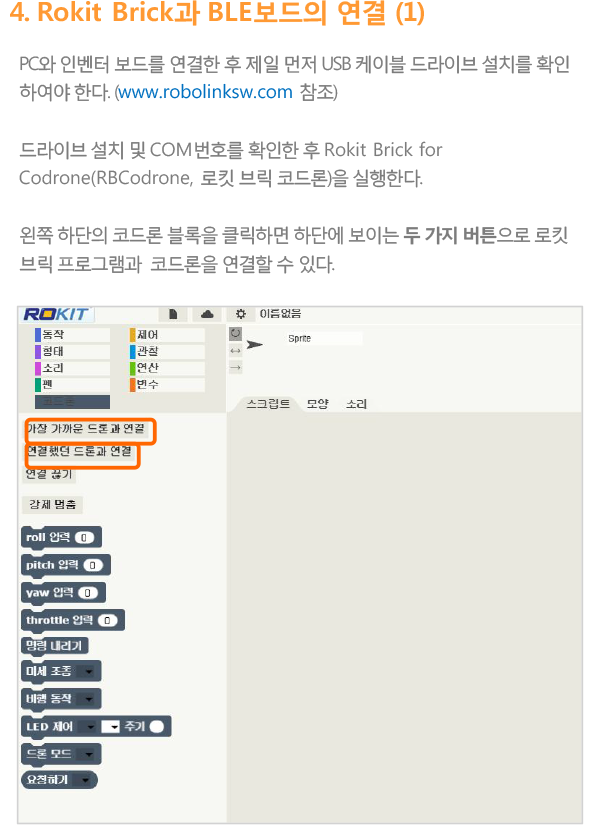 4. Rokit Brick과 BLE보드의 연결 (1)
PC와 인벤터 보드를 연결한 후 제일 먼저 USB 케이블 드라이브 설치를 확인
하여야 한다. (www.robolinksw.com 참조)
드라이브 설치 및 COM번호를 확인한 후 Rokit Brick for
Codrone(RBCodrone, 로킷 브릭 코드론)을 실행한다.
왼쪽 하단의 코드론 블록을 클릭하면 하단에 보이는 두 가지 버튼으로 로킷
브릭 프로그램과 코드론을 연결할 수 있다.
ROKIT 이름없음
동작 제어
형태 관찰
소리 연산
펜 변수
Sprite
스크립트 모양 소리
가장 가까운 드론과 연결
연결했던 드론과 연결
연결 끊기
강제 멈춤
roll 입력 0
pitch 입력 0
yaw 입력 0
throttle 입력 0
명령 내리기
미세 조종
비행 동작
LED 제어 주기
드론 모드
요청하기